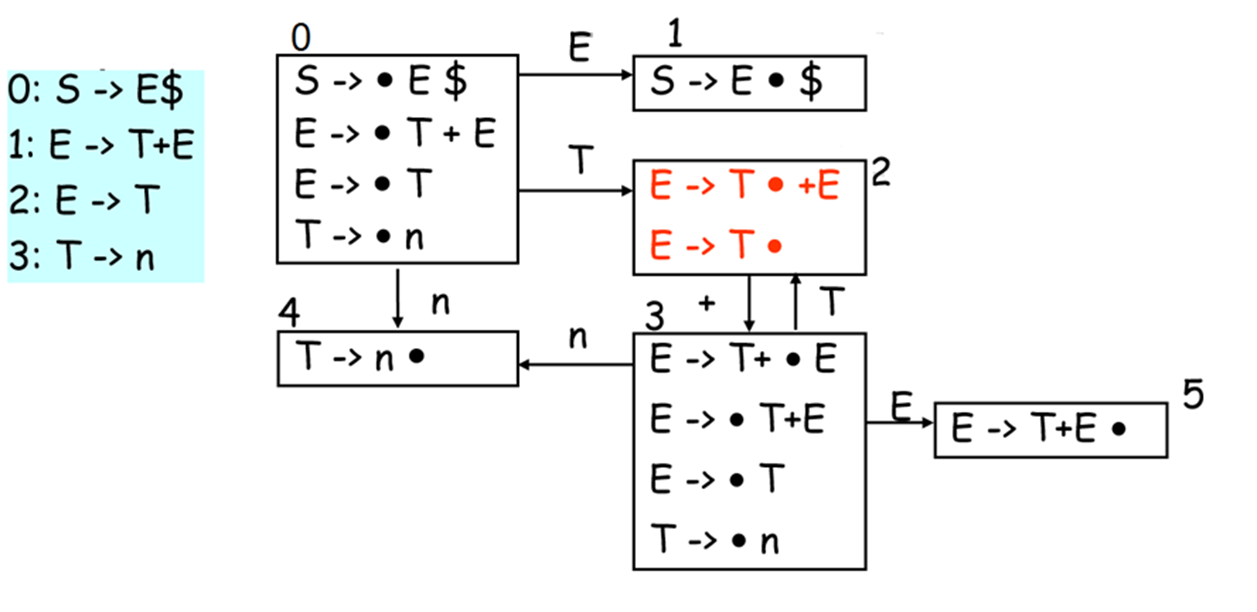 0: S -> E$
1: E -> T+E
2: E -> T
3: T -> n
0
S -> • E $
E -> • T + E
E -> • T
T -> • n
E
1
S -> E • $
T
2
E -> T • +E
E -> T •
n
4
T -> n •
n
+
T
3
E -> T+ • E
E -> • T+E
E -> • T
T -> • n
E
5
E -> T+E •